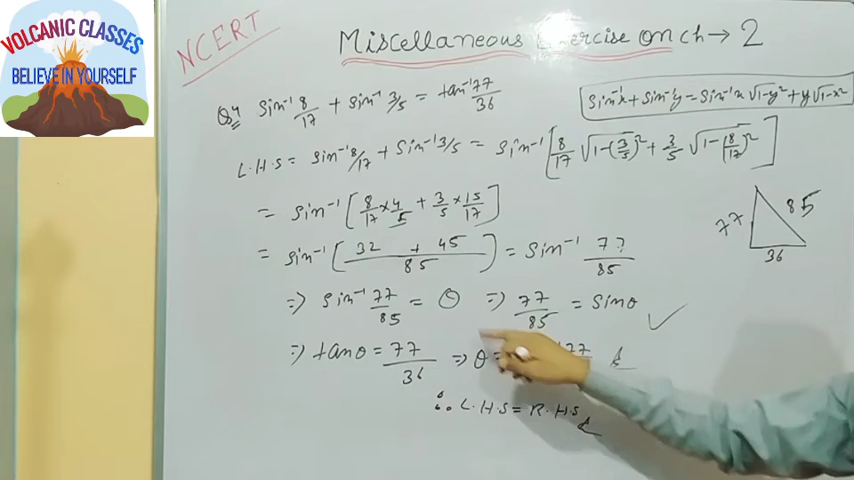 VOLCANIC CLASSES
BELIEVE IN YOURSELF
NCERT
Miscellaneous Exercise on ch → 2
Q4 Sin⁻¹ 8/17 + sin⁻¹ 3/5 = tan⁻¹ 77/36
Sin⁻¹x + Sin⁻¹y = Sin⁻¹ x √1-y² + y √1-x²
L.H.S = Sin⁻¹ 8/17 + Sin⁻¹ 3/5 = Sin⁻¹ [8/17 √1-(3/5)² + 3/5 √1-(8/17)²]
= Sin⁻¹ [8/17 × 4/5 + 3/5 × 15/17]
77 85
36
= Sin⁻¹ (32 + 45 / 85) = Sin⁻¹ 77/85
⇒ Sin⁻¹ 77/85 = θ ⇒ 77/85 = Sinθ
⇒ tanθ = 77/36 ⇒ θ = 77
∴ L.H.S = R.H.S